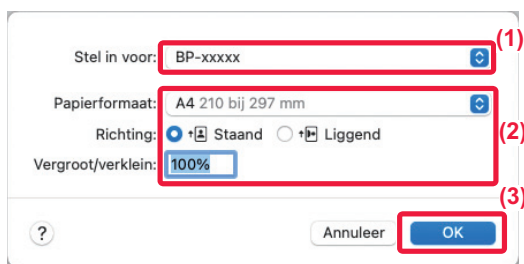 (1)
Stel in voor: BP-xxxxx
Papierformaat: A4 210 bij 297 mm
Richting: Staand Liggend
(2)
Vergroot/verklein: 100%
(3)
? Annuleer OK